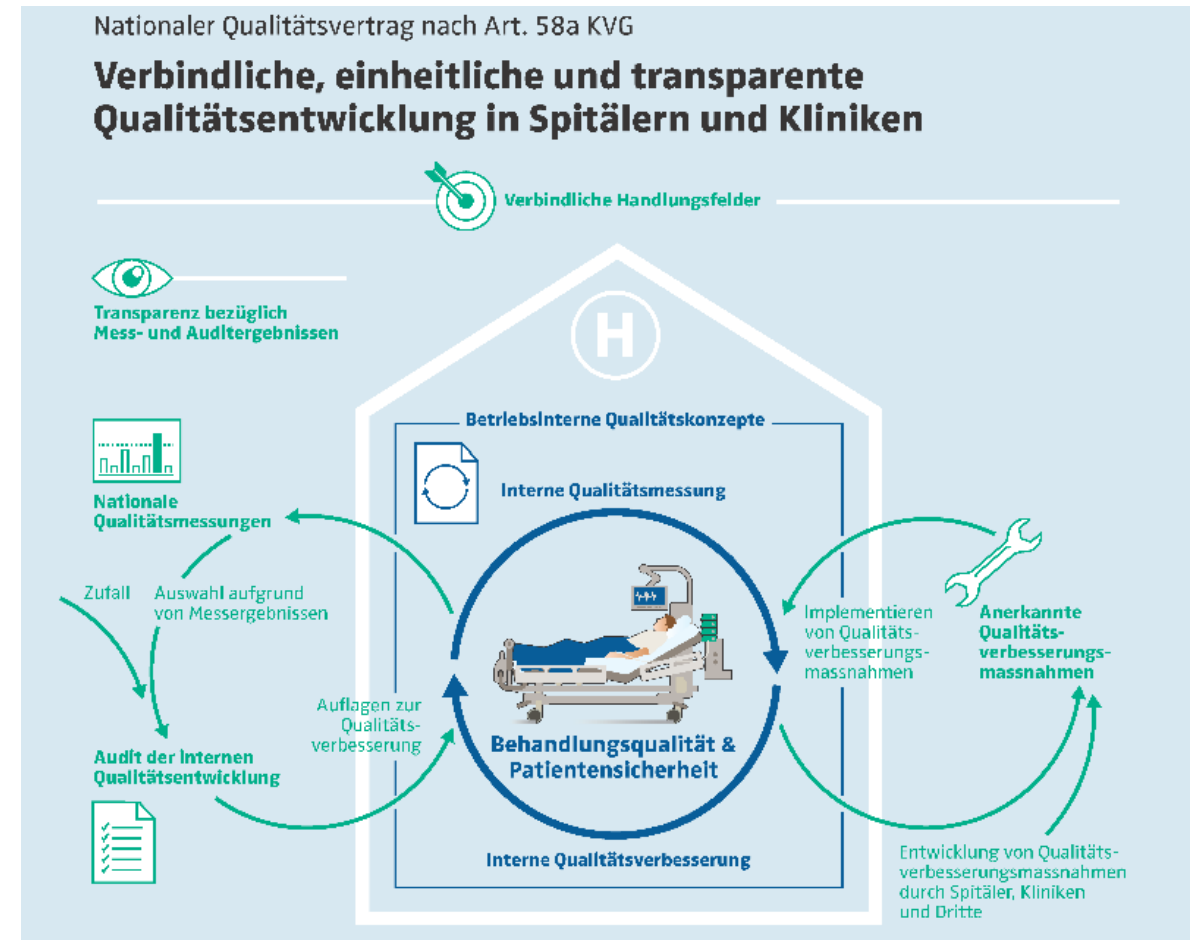 Nationaler Qualitätsvertrag nach Art. 58a KVG
Verbindliche, einheitliche und transparente
Qualitätsentwicklung in Spitälern und Kliniken
Verbindliche Handlungsfelder
Transparenz bezüglich
Mess- und Auditergebnissen
H
Betriebsinterne Qualitätskonzepte
Interne Qualitätsmessung
Nationale
Qualitätsmessungen
Zufall
Auswahl aufgrund
von Messergebnissen
Implementieren
von Qualitäts-
verbesserungs-
massnahmen
Anerkannte
Qualitäts-
verbesserungs-
massnahmen
Auflagen zur
Qualitäts-
verbesserung
Behandlungsqualität &
Patientensicherheit
Audit der internen
Qualitätsentwicklung
Interne Qualitätsverbesserung
Entwicklung von Qualitäts-
verbesserungsmassnahmen
durch Spitäler, Kliniken
und Dritte